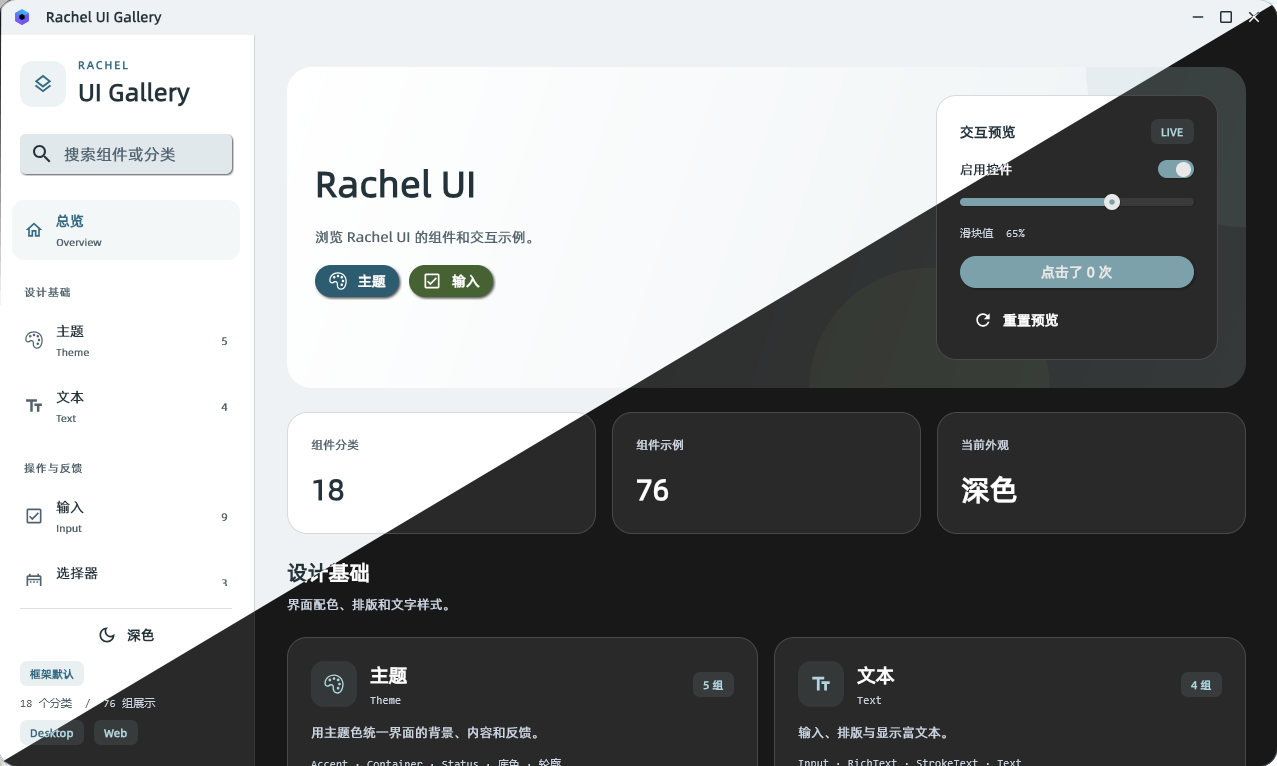 Rachel UI Gallery
RACHEL
UI Gallery
搜索组件或分类
总览
Overview
设计基础
主题
Theme
5
文本
Text
4
操作与反馈
输入
Input
9
选择器
3
深色
框架默认
18 个分类 / 76 组展示
Desktop
Web
Rachel UI
浏览 Rachel UI 的组件和交互示例。
主题
输入
交互预览
LIVE
启用控件
滑块值 65%
点击了 0 次
重置预览
组件分类
18
组件示例
76
当前外观
深色
设计基础
界面配色、排版和文字样式。
主题
Theme
5 组
用主题色统一界面的背景、内容和反馈。
Accent · Container · Status · 底色 · 轮廓
文本
Text
4 组
输入、排版与显示富文本。
Input · RichText · StrokeText · Text